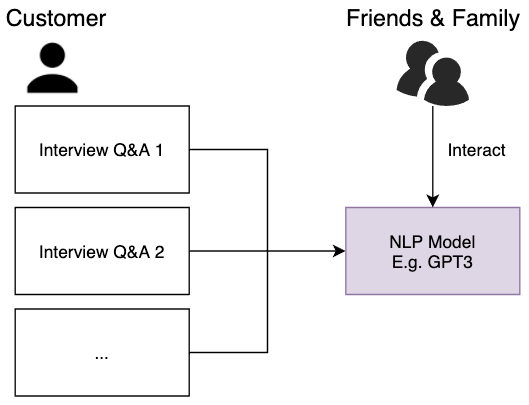 Customer
Friends & Family
Interview Q&A 1
Interact
Interview Q&A 2
NLP Model
E.g. GPT3
...